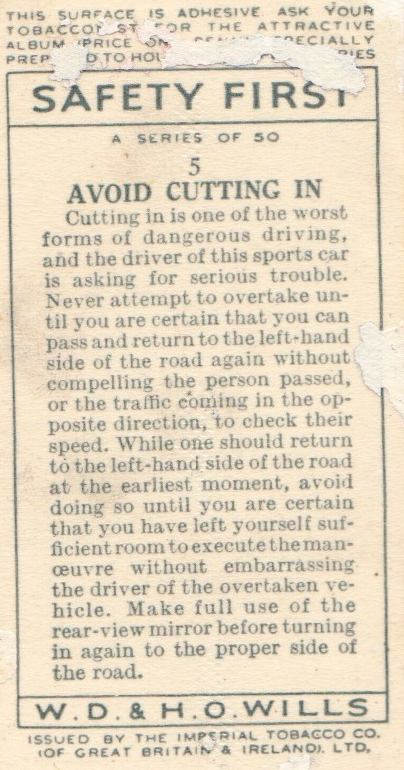 THIS SURFACE IS ADHESIVE. ASK YOUR
TOBACCONIST FOR THE ATTRACTIVE
ALBUM (PRICE ONE PENNY) SPECIALLY
PREPARED TO HOLD
SAFETY FIRST
A SERIES OF 50
5
AVOID CUTTING IN
Cutting in is one of the worst
forms of dangerous driving,
and the driver of this sports car
is asking for serious trouble.
Never attempt to overtake un-
til you are certain that you can
pass and return to the left-hand
side of the road again without
compelling the person passed,
or the traffic coming in the op-
posite direction, to check their
speed. While one should return
to the left-hand side of the road
at the earliest moment, avoid
doing so until you are certain
that you have left yourself suf-
ficient room to execute the man-
œuvre without embarrassing
the driver of the overtaken ve-
hicle. Make full use of the
rear-view mirror before turning
in again to the proper side of
the road.
W.D. & H.O. WILLS
ISSUED BY THE IMPERIAL TOBACCO CO.
(OF GREAT BRITAIN & IRELAND), LTD.